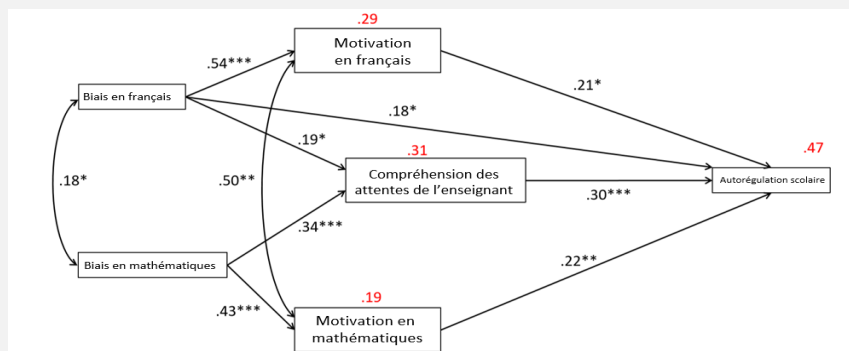 .29
Motivation
en français
.54***
.21*
Biais en français
.18*
.19*
.31
.47
Compréhension des
attentes de l’enseignant
Autorégulation scolaire
.18*
.50**
.30***
.34***
Biais en mathématiques
.22**
.19
.43***
Motivation en
mathématiques